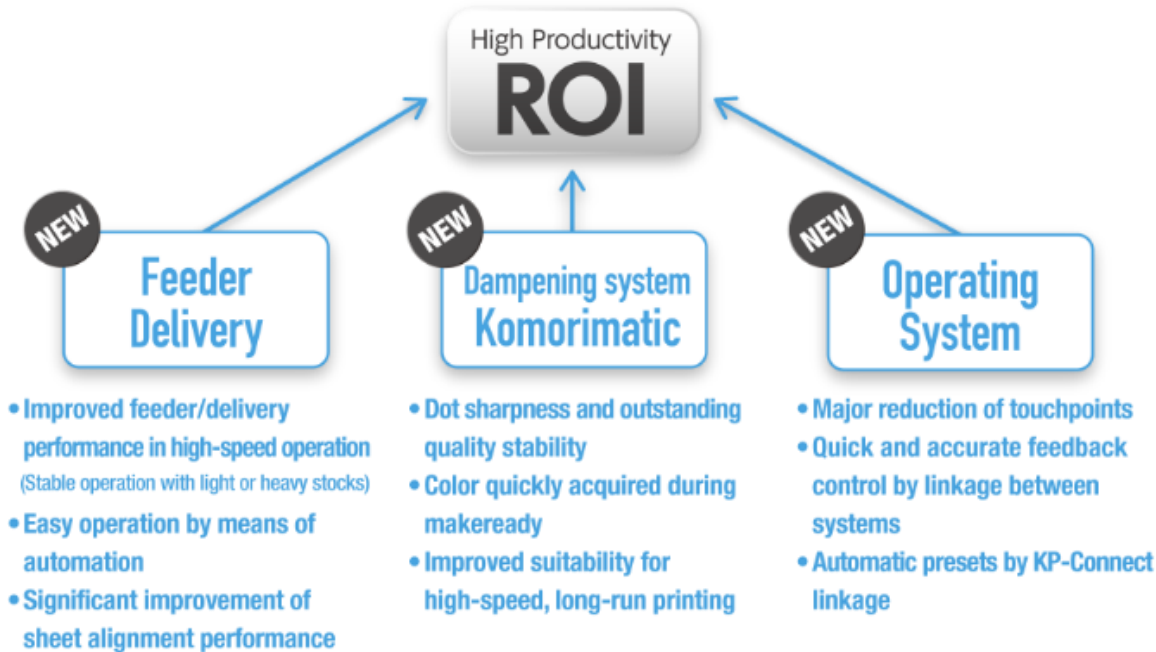 High Productivity
ROI
NEW
Feeder
Delivery
• Improved feeder/delivery
performance in high-speed operation
(Stable operation with light or heavy stocks)
• Easy operation by means of
automation
• Significant improvement of
sheet alignment performance
NEW
Dampening system
Komorimatic
• Dot sharpness and outstanding
quality stability
• Color quickly acquired during
makeready
• Improved suitability for
high-speed, long-run printing
NEW
Operating
System
• Major reduction of touchpoints
• Quick and accurate feedback
control by linkage between
systems
• Automatic presets by KP-Connect
linkage